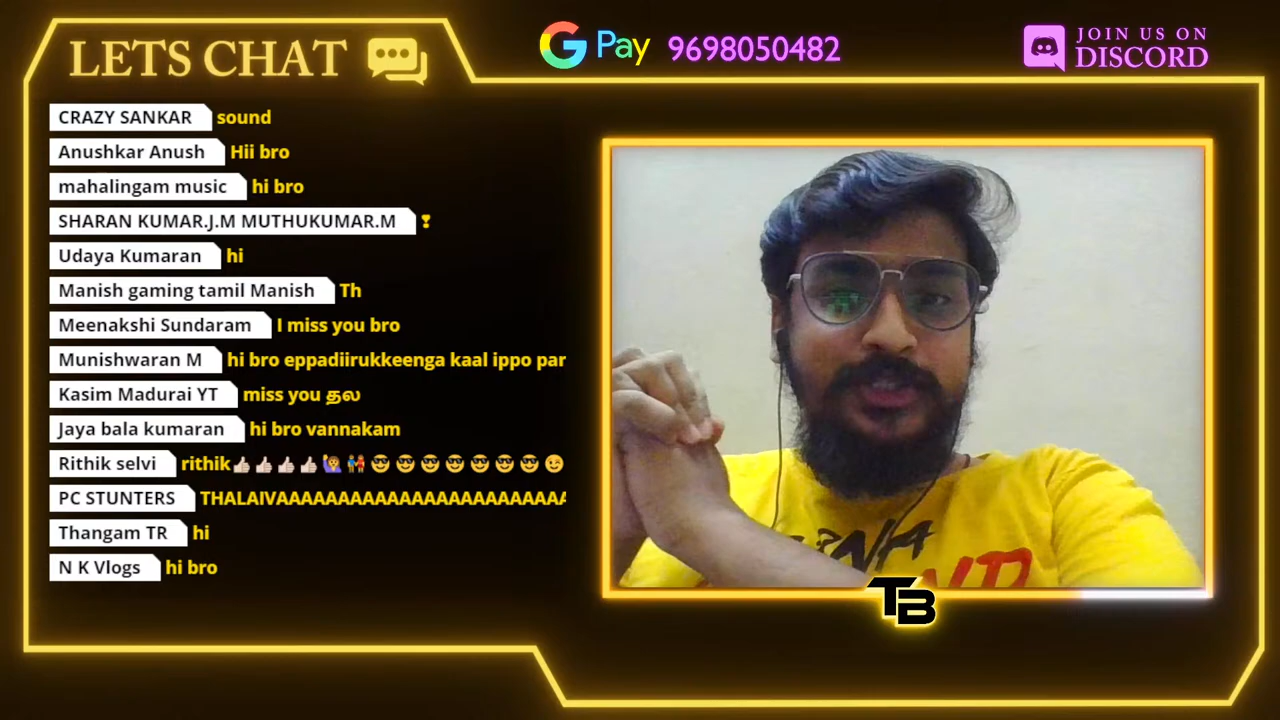 LETS CHAT
G Pay 9698050482
JOIN US ON
DISCORD
CRAZY SANKAR sound
Anushkar Anush Hii bro
mahalingam music hi bro
SHARAN KUMAR.J.M MUTHUKUMAR.M ❣
Udaya Kumaran hi
Manish gaming tamil Manish Th
Meenakshi Sundaram I miss you bro
Munishwaran M hi bro eppadiirukkeenga kaal ippo par
Kasim Madurai YT miss you தல
Jaya bala kumaran hi bro vannakam
Rithik selvi rithik👍🏻👍🏻👍🏻👍🏻🙋🏽👫😎😎😎😎😎😎😎😉
PC STUNTERS THALAIVAAAAAAAAAAAAAAAAAAAAAAAA
Thangam TR hi
N K Vlogs hi bro
TB